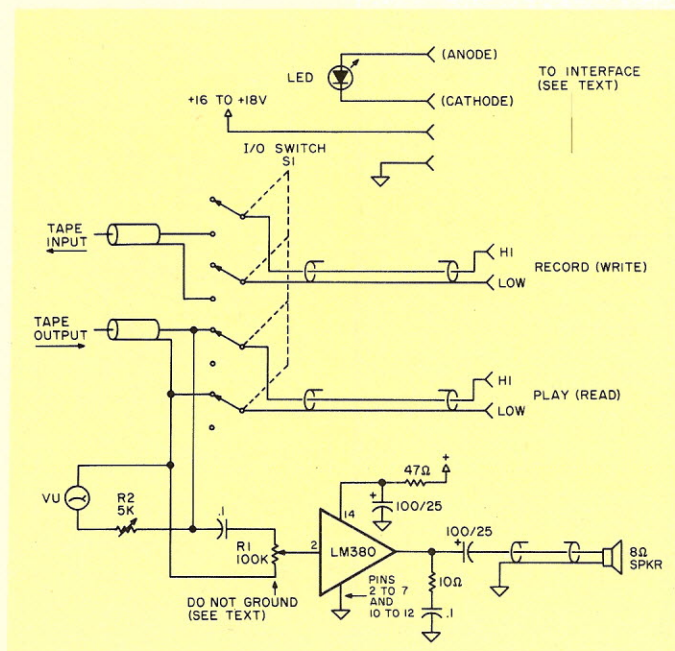 (ANODE)
LED
(CATHODE)
TO INTERFACE
(SEE TEXT)
+16 TO +18V
I/O SWITCH
S1
TAPE
INPUT
HI
RECORD (WRITE)
LOW
TAPE
OUTPUT
HI
PLAY (READ)
LOW
VU
R2
5K
.1
R1
100K
DO NOT GROUND
(SEE TEXT)
2
LM380
14
+
100/25
47Ω
+
PINS
2 TO 7
AND
10 TO 12
100/25
+
10Ω
.1
8Ω
SPKR